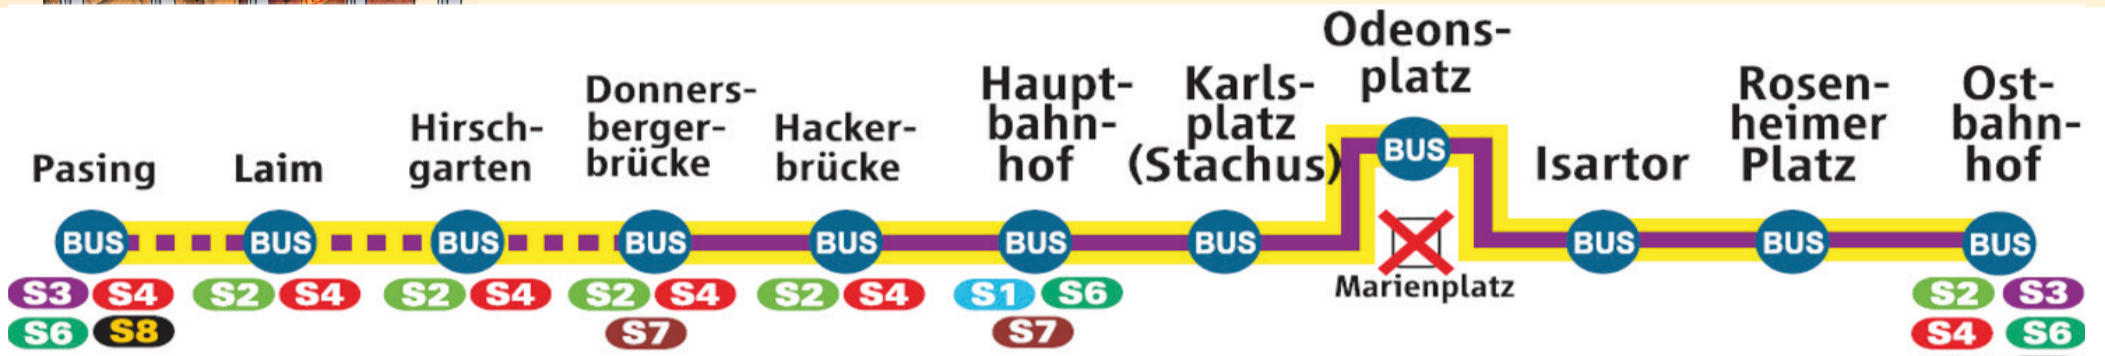 Pasing
Laim
Hirsch-
garten
Donners-
berger-
brücke
Hacker-
brücke
Haupt-
bahn-
hof
Karls-
platz
(Stachus)
Odeons-
platz
Isartor
Rosen-
heimer
Platz
Ost-
bahn-
hof
BUS BUS BUS BUS BUS BUS BUS BUS BUS BUS BUS
Marienplatz
S3 S4
S6 S8
S2 S4
S2 S4
S2 S4
S7
S2 S4
S1 S6
S7
S2 S3
S4 S6